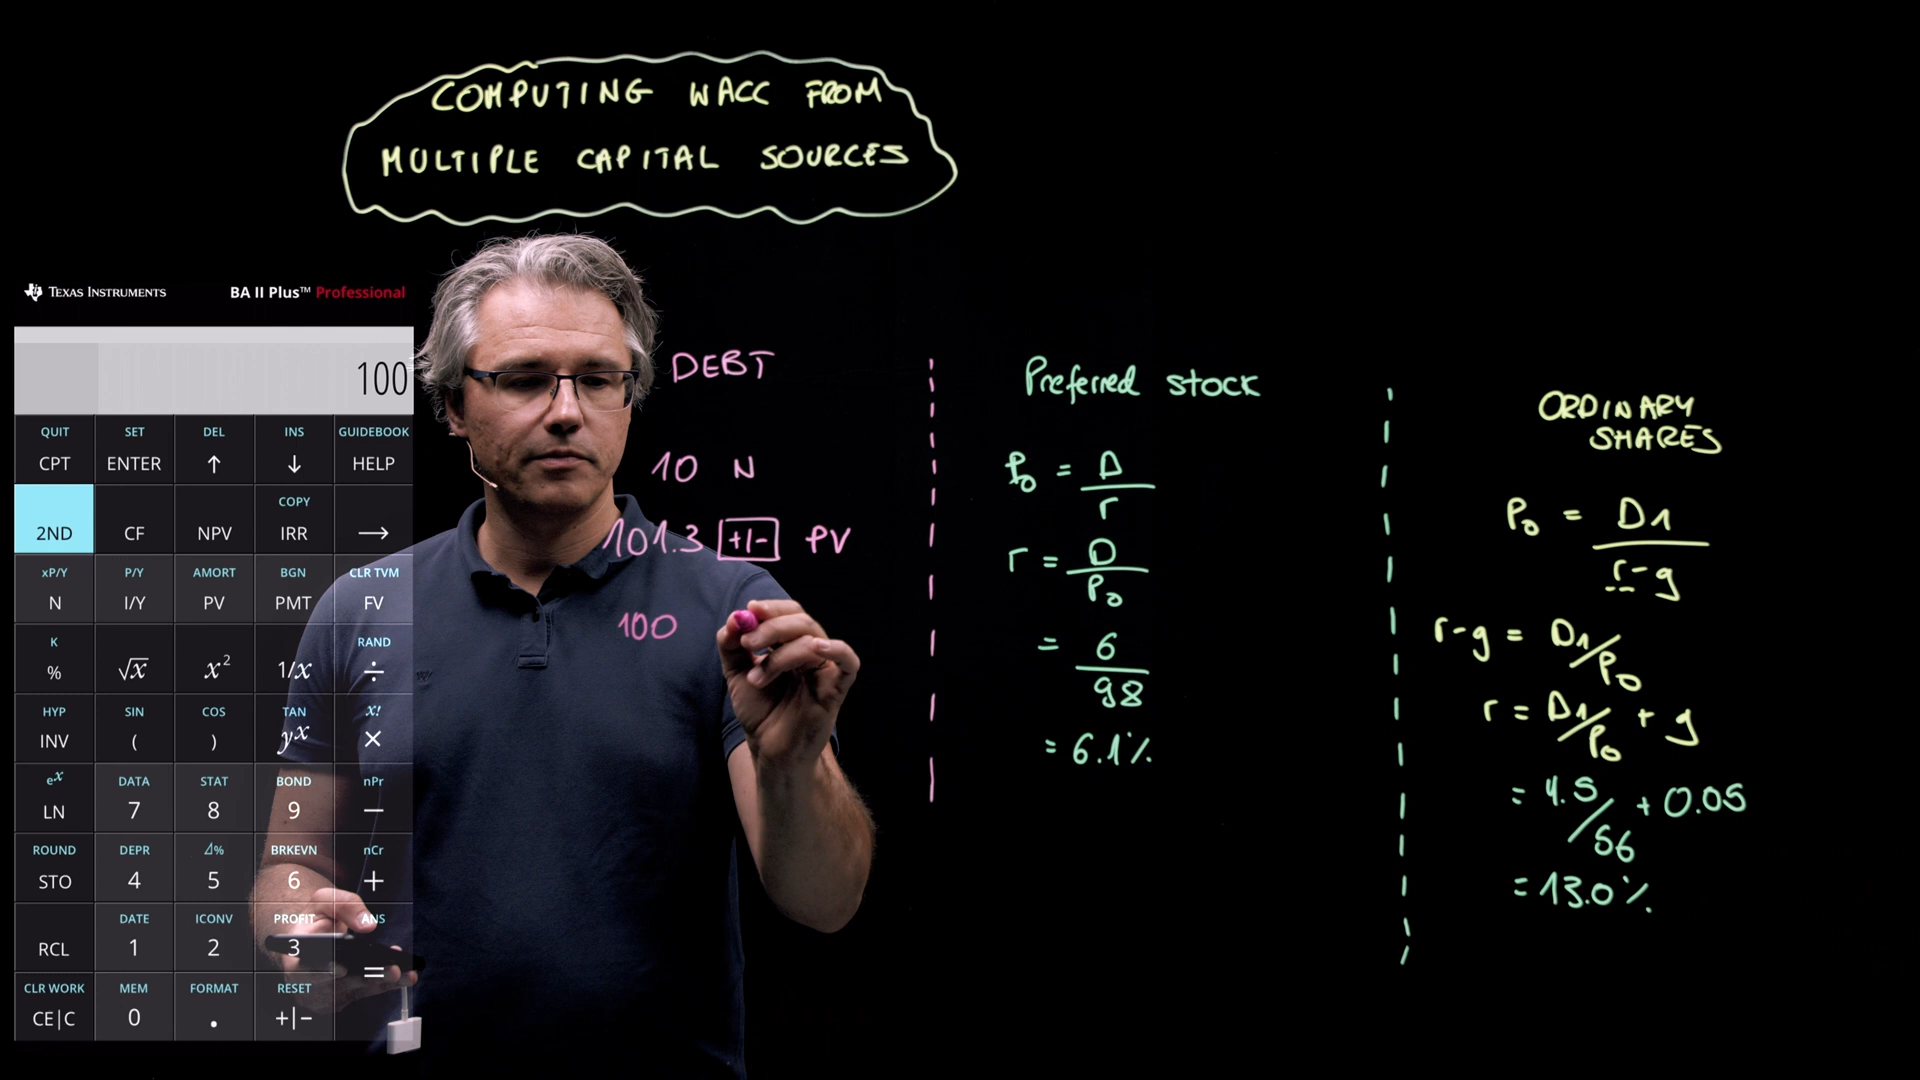 COMPUTING WACC FROM
MULTIPLE CAPITAL SOURCES
TEXAS INSTRUMENTS BA II Plus™ Professional
100
QUIT SET DEL INS GUIDEBOOK
CPT ENTER ↑ ↓ HELP
COPY
2ND CF NPV IRR →
xP/Y P/Y AMORT BGN CLR TVM
N I/Y PV PMT FV
K RAND
% √x x² 1/x ÷
HYP SIN COS TAN x!
INV ( ) yˣ ×
eˣ DATA STAT BOND nPr
LN 7 8 9 −
ROUND DEPR Δ% BRKEVN nCr
STO 4 5 6 +
DATE ICONV PROFIT ANS
RCL 1 2 3 =
CLR WORK MEM FORMAT RESET
CE|C 0 . +|−
DEBT
10 N
101.3 +/- PV
100
Preferred stock
P₀ = D/r
r = D/P₀
= 6/98
= 6.1%
ORDINARY
SHARES
P₀ = D1/(r-g)
r-g = D1/P₀
r = D1/P₀ + g
= 4.5/56 + 0.05
= 13.0%